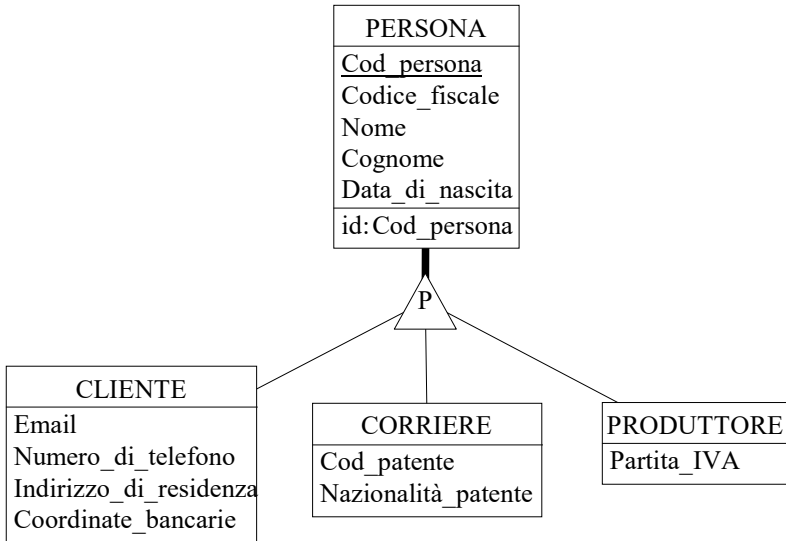 PERSONA
Cod_persona
Codice_fiscale
Nome
Cognome
Data_di_nascita
id:Cod_persona
P
CLIENTE
Email
Numero_di_telefono
Indirizzo_di_residenza
Coordinate_bancarie
CORRIERE
Cod_patente
Nazionalità_patente
PRODUTTORE
Partita_IVA